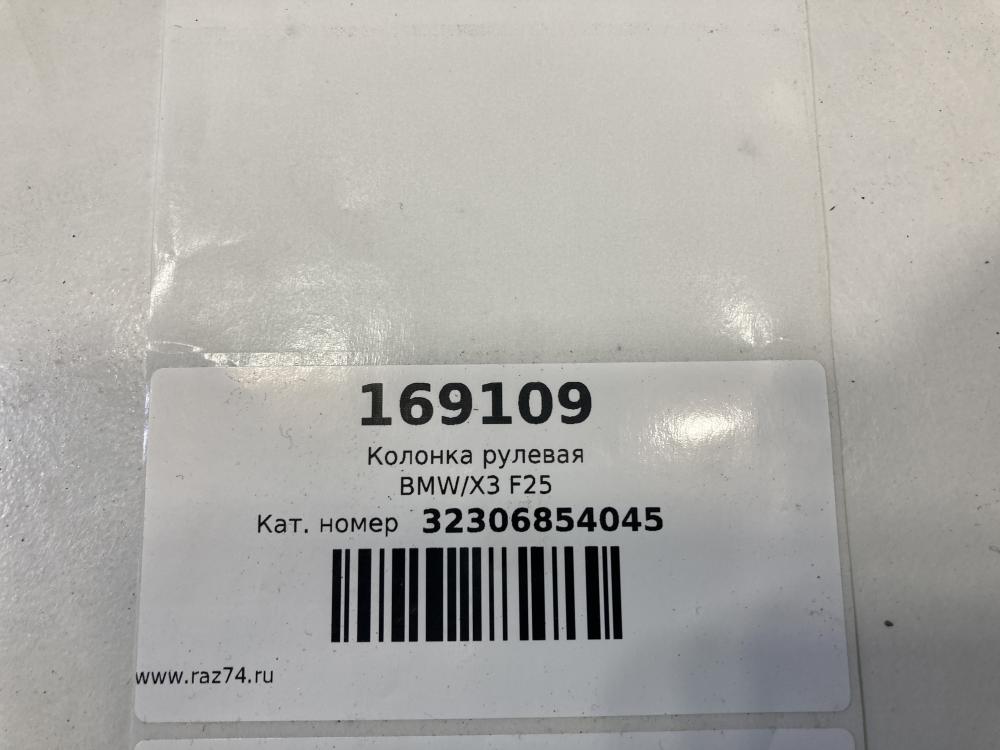 169109
Колонка рулевая
BMW/X3 F25
Кат. номер 32306854045
www.raz74.ru